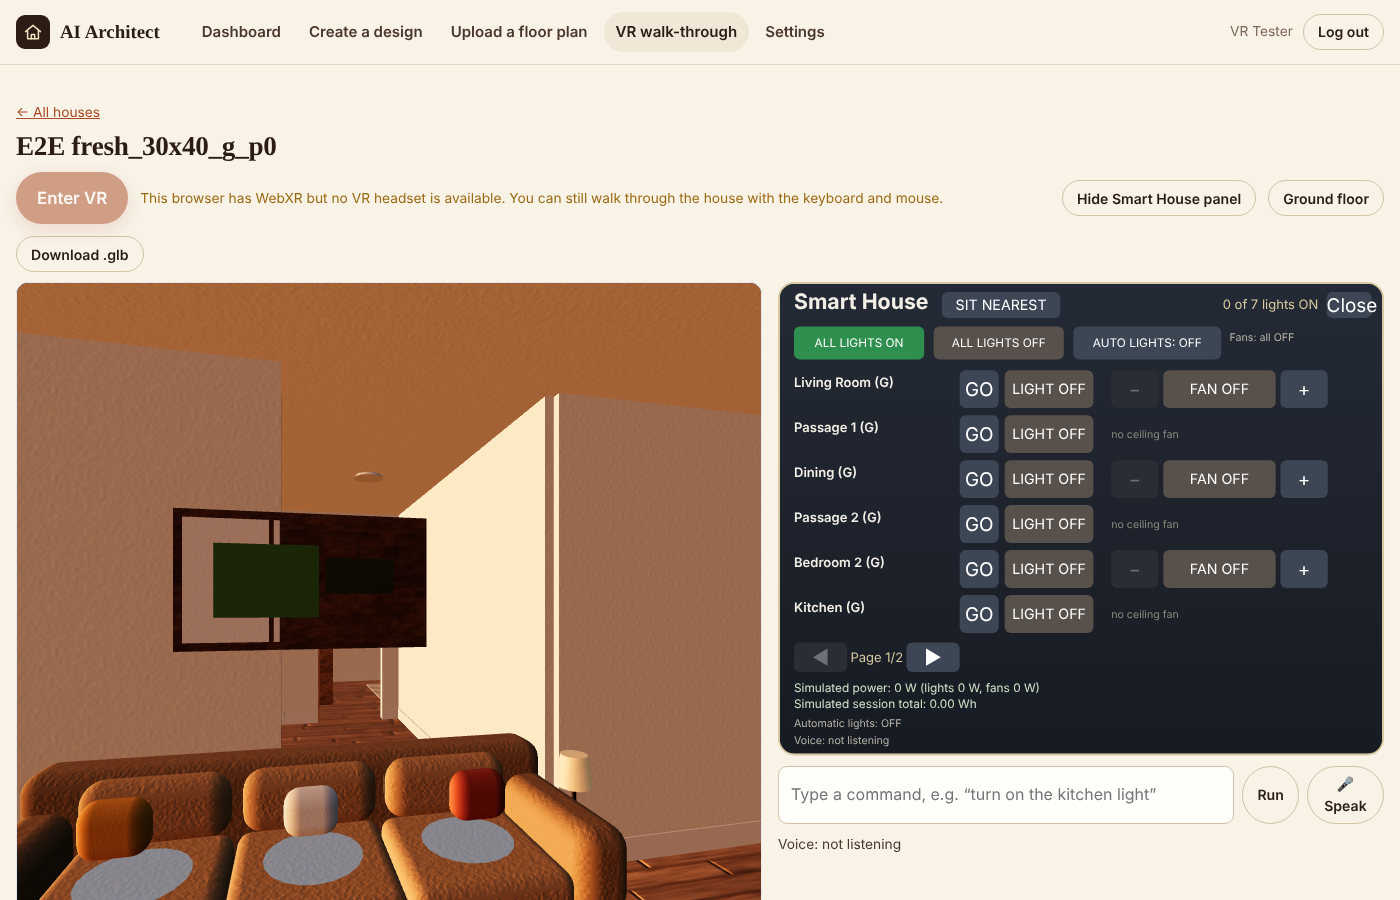 AI Architect
Dashboard
Create a design
Upload a floor plan
VR walk-through
Settings
VR Tester
Log out
← All houses
E2E fresh_30x40_g_p0
Enter VR
This browser has WebXR but no VR headset is available. You can still walk through the house with the keyboard and mouse.
Hide Smart House panel
Ground floor
Download .glb
Smart House
SIT NEAREST
0 of 7 lights ON
Close
ALL LIGHTS ON
ALL LIGHTS OFF
AUTO LIGHTS: OFF
Fans: all OFF
Living Room (G)
GO
LIGHT OFF
–
FAN OFF
+
Passage 1 (G)
GO
LIGHT OFF
no ceiling fan
Dining (G)
GO
LIGHT OFF
–
FAN OFF
+
Passage 2 (G)
GO
LIGHT OFF
no ceiling fan
Bedroom 2 (G)
GO
LIGHT OFF
–
FAN OFF
+
Kitchen (G)
GO
LIGHT OFF
no ceiling fan
◀ Page 1/2 ▶
Simulated power: 0 W (lights 0 W, fans 0 W)
Simulated session total: 0.00 Wh
Automatic lights: OFF
Voice: not listening
Type a command, e.g. “turn on the kitchen light”
Run
🎤
Speak
Voice: not listening